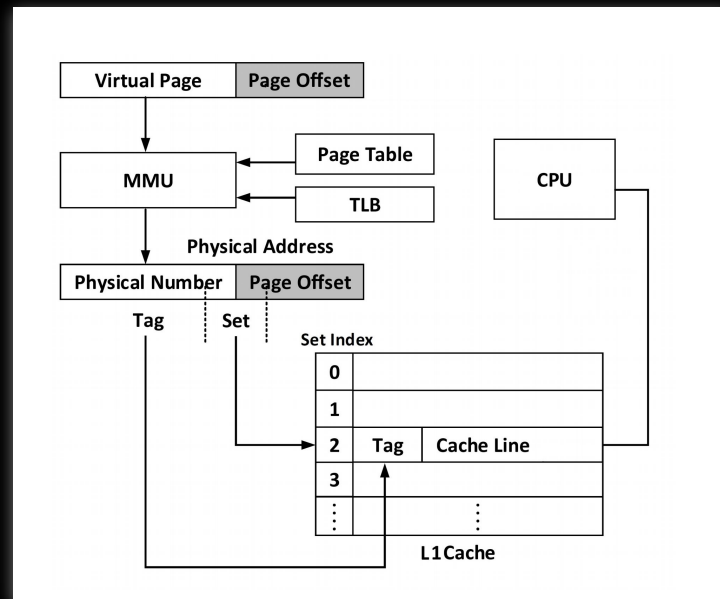 Virtual Page Page Offset
Page Table
MMU
CPU
TLB
Physical Address
Physical Number Page Offset
Tag Set
Set Index
0
1
2 Tag Cache Line
3
L1Cache